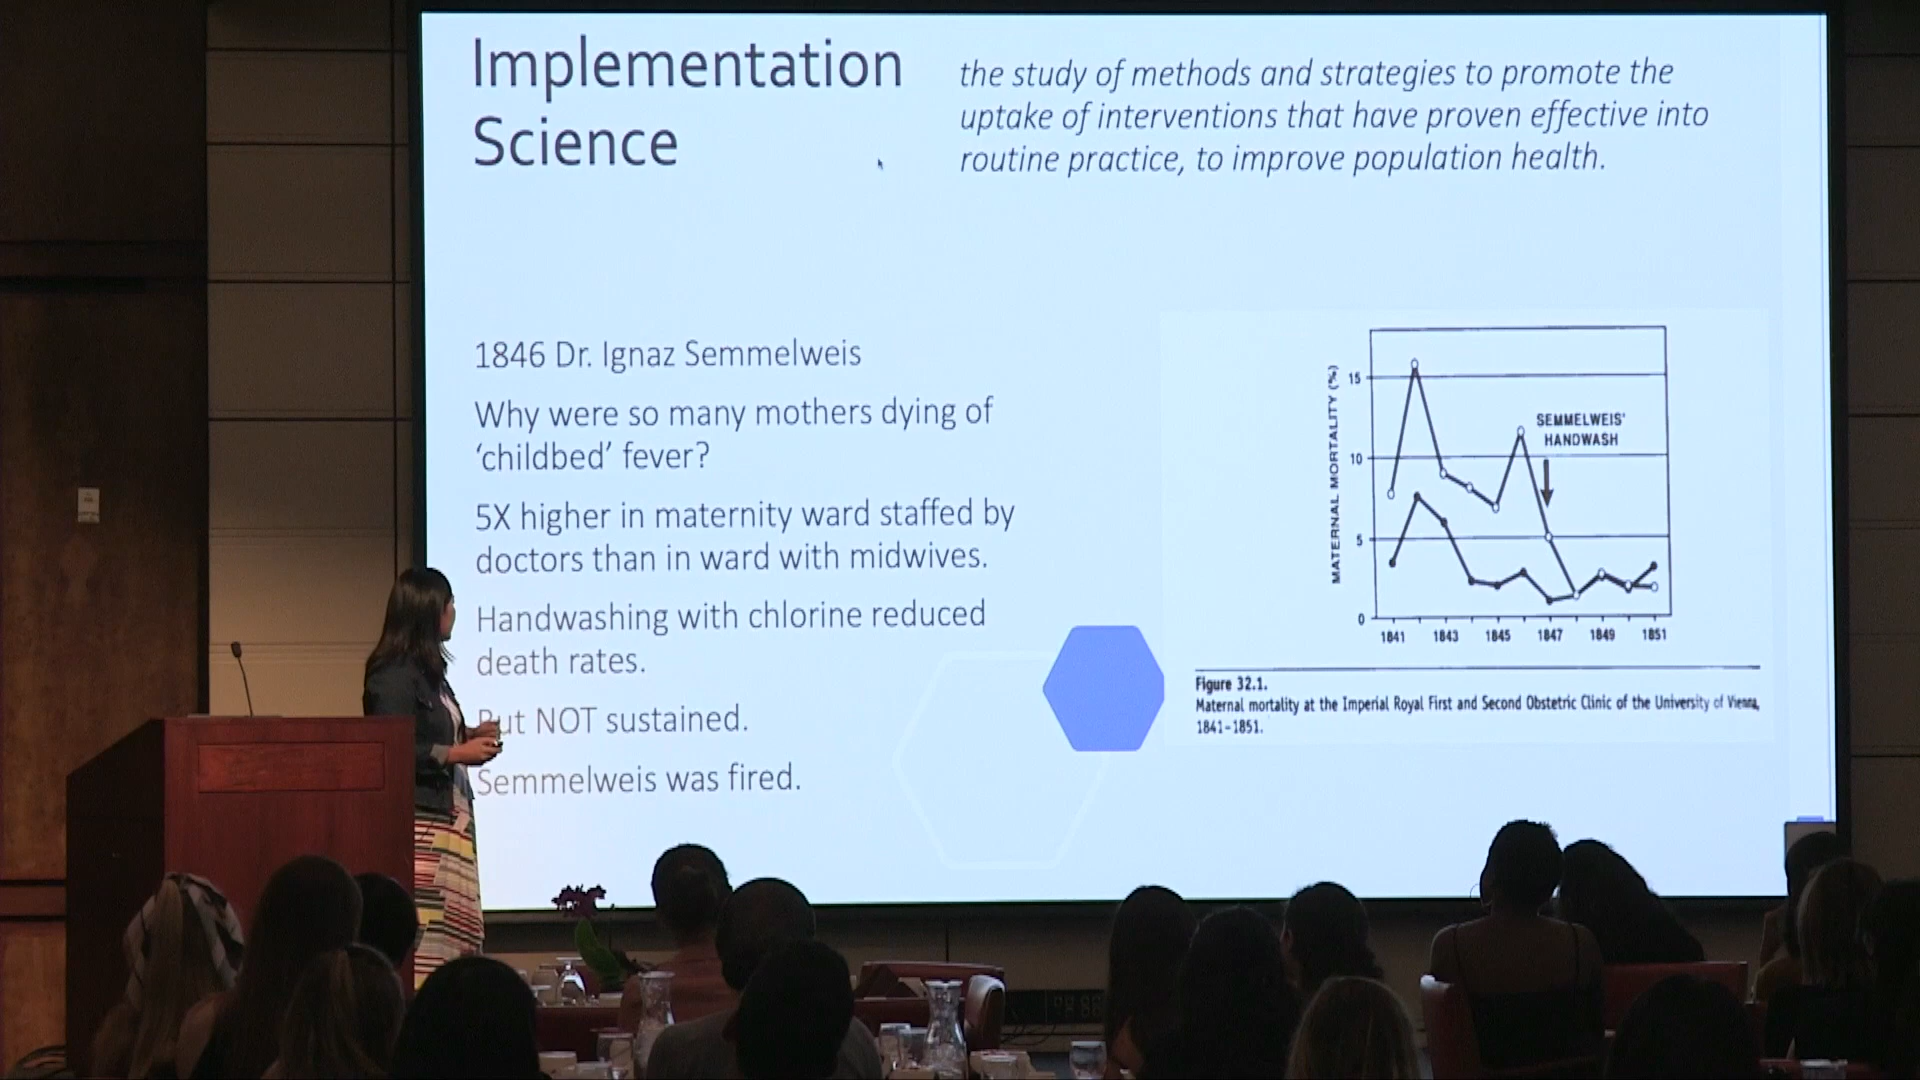 Implementation
Science
the study of methods and strategies to promote the
uptake of interventions that have proven effective into
routine practice, to improve population health.
1846 Dr. Ignaz Semmelweis
Why were so many mothers dying of
‘childbed’ fever?
5X higher in maternity ward staffed by
doctors than in ward with midwives.
Handwashing with chlorine reduced
death rates.
But NOT sustained.
Semmelweis was fired.
MATERNAL MORTALITY (%)
15
10
5
0
SEMMELWEIS'
HANDWASH
1841 1843 1845 1847 1849 1851
Figure 32.1.
Maternal mortality at the Imperial Royal First and Second Obstetric Clinic of the University of Vienna,
1841-1851.